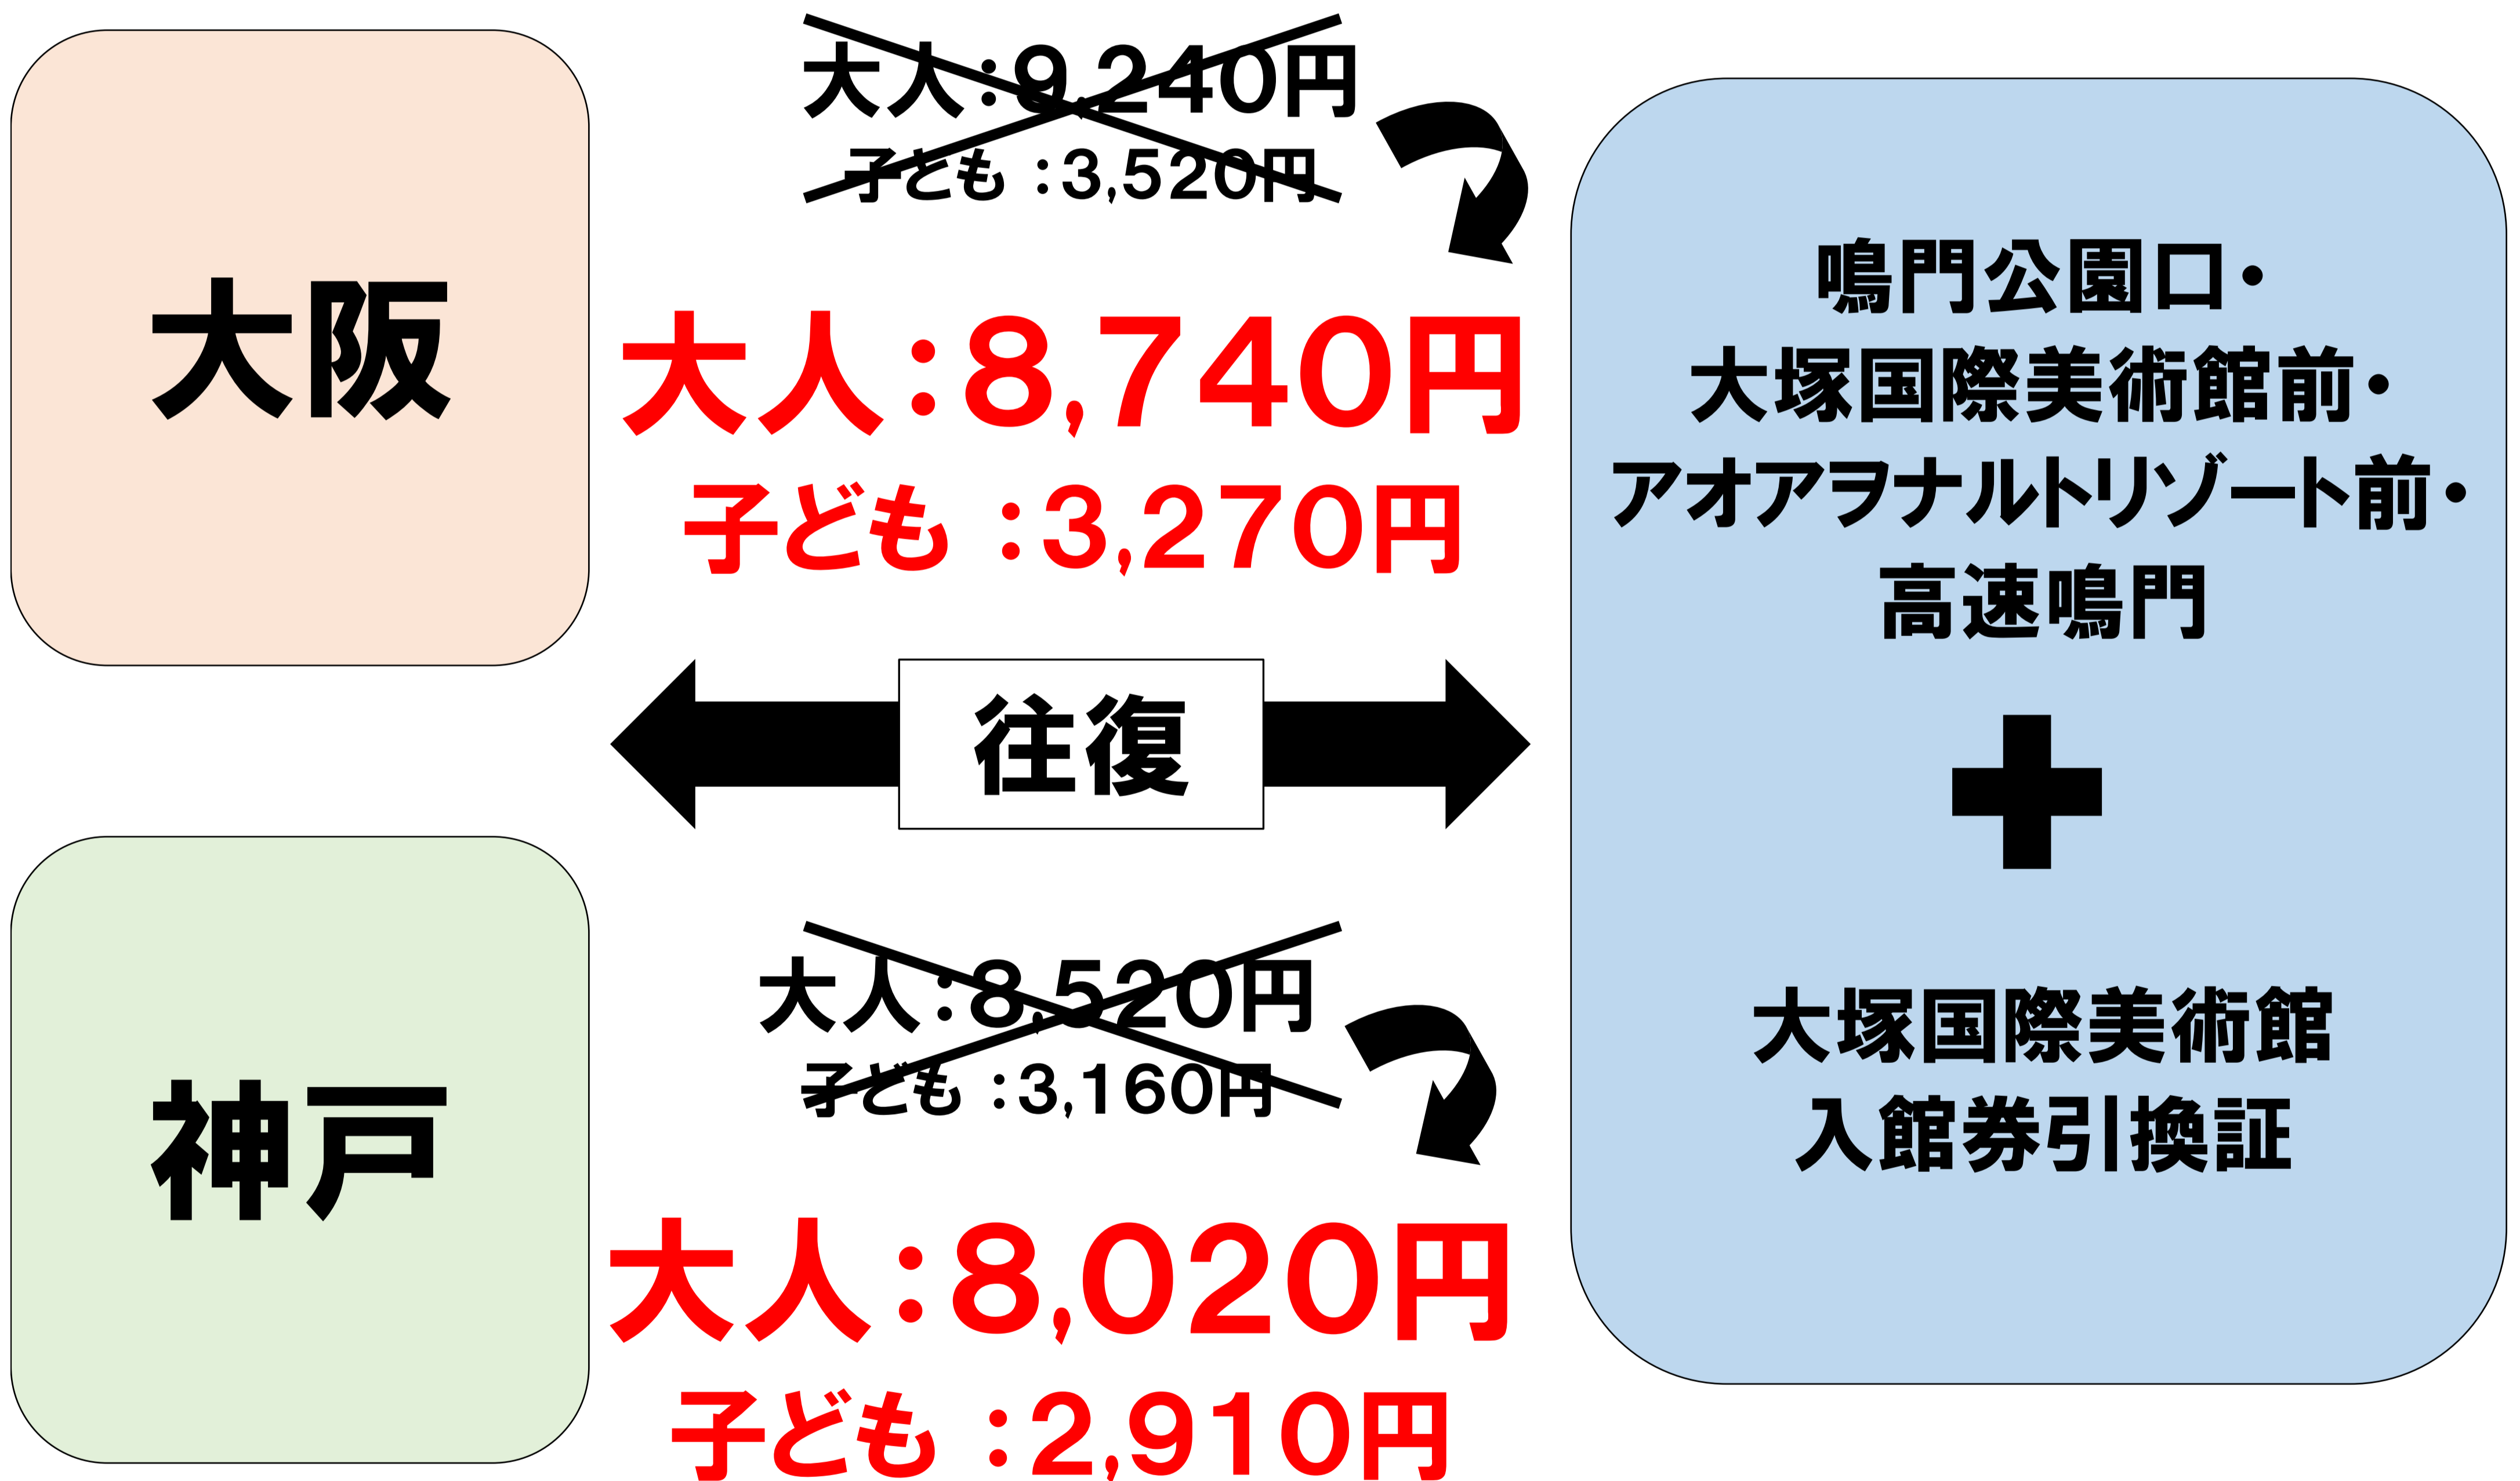 大阪
大人：9,240円
子ども ：3,520円
大人：8,740円
子ども ：3,270円
往復
神戸
大人：8,520円
子ども ：3,160円
大人：8,020円
子ども ：2,910円
鳴門公園口・
大塚国際美術館前・
アオアヲナルトリゾート前・
高速鳴門
大塚国際美術館
入館券引換証